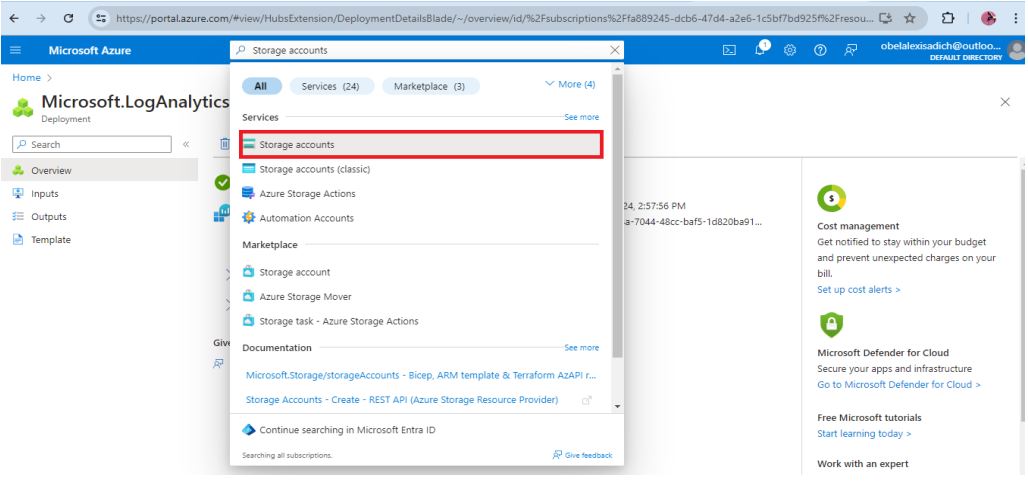 https://portal.azure.com/#view/HubsExtension/DeploymentDetailsBlade/~/overview/id/%2Fsubscriptions%2Ffa889245-dcb6-47d4-a2e6-1c5bf7bd925f%2Fresou...
Microsoft Azure
Storage accounts
1
obelalexisadich@outloo...
DEFAULT DIRECTORY
Home >
Microsoft.LogAnalytics
Deployment
Search
«
Overview
Inputs
Outputs
Template
All
Services (24)
Marketplace (3)
More (4)
Services
See more
Storage accounts
Storage accounts (classic)
Azure Storage Actions
Automation Accounts
Marketplace
Storage account
Azure Storage Mover
Storage task - Azure Storage Actions
Documentation
See more
Microsoft.Storage/storageAccounts - Bicep, ARM template & Terraform AzAPI r...
Storage Accounts - Create - REST API (Azure Storage Resource Provider)
Continue searching in Microsoft Entra ID
Searching all subscriptions.
Give feedback
Give
24, 2:57:56 PM
a-7044-48cc-baf5-1d820ba91...
$
Cost management
Get notified to stay within your budget
and prevent unexpected charges on your
bill.
Set up cost alerts >
Microsoft Defender for Cloud
Secure your apps and infrastructure
Go to Microsoft Defender for Cloud >
Free Microsoft tutorials
Start learning today >
Work with an expert